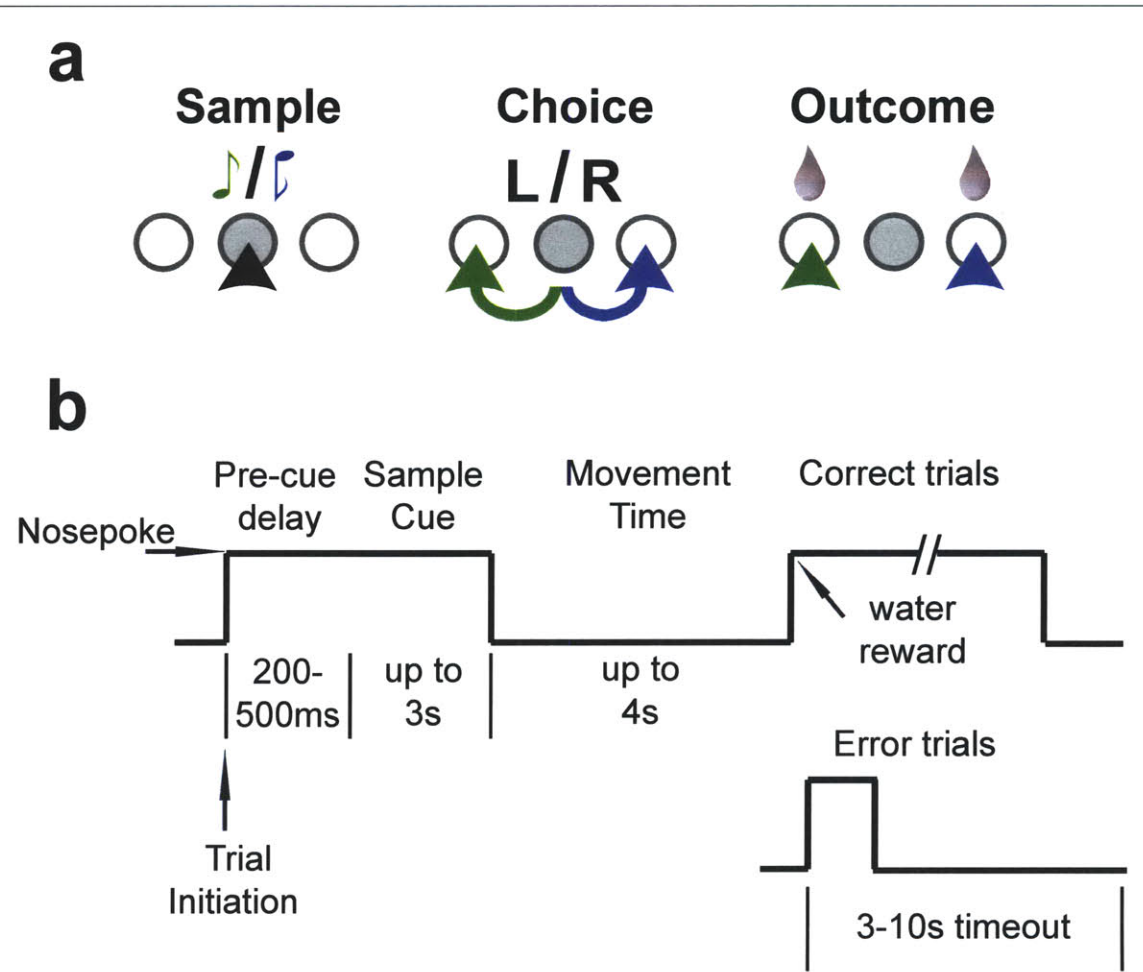 a
Sample
Choice
Outcome
/
L / R
b
Pre-cue
delay
Sample
Cue
Movement
Time
Correct trials
Nosepoke
//
water
reward
200-
500ms
up to
3s
up to
4s
Error trials
Trial
Initiation
3-10s timeout